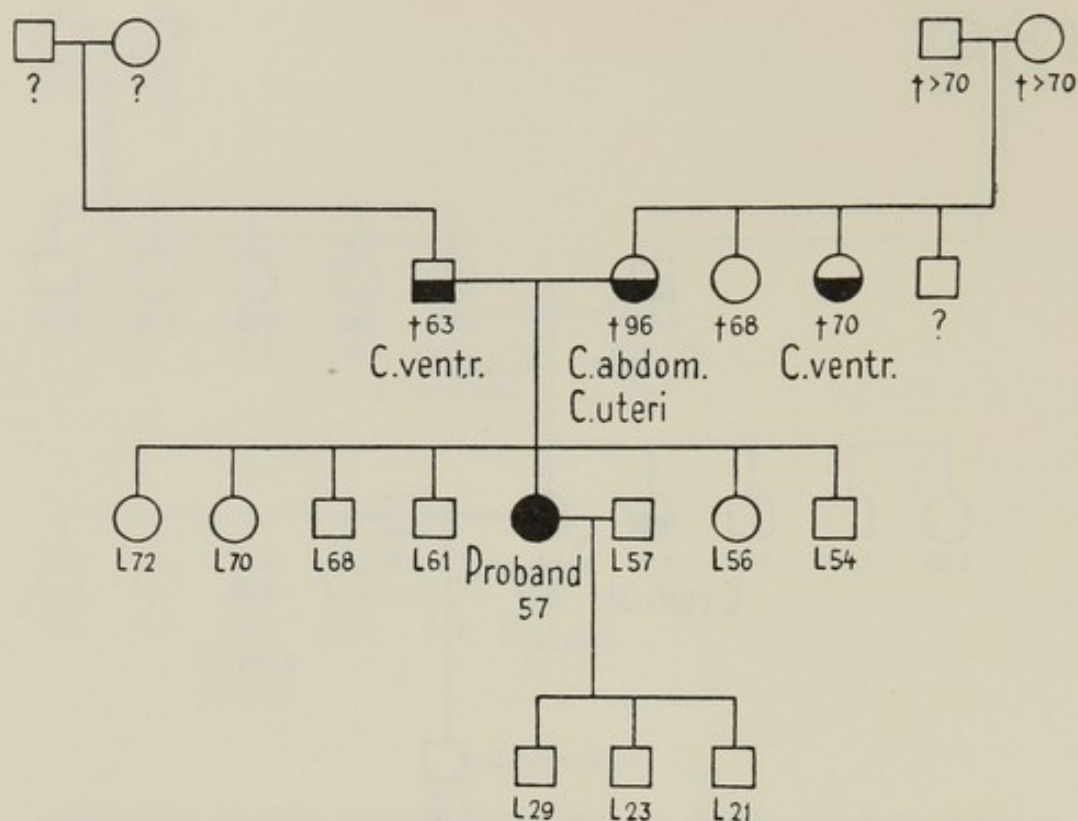 ? ? †>70 †>70
†63 †96 †68 †70 ?
C.ventr. C.abdom. C.ventr.
C.uteri
L72 L70 L68 L61 Proband L57 L56 L54
57
L29 L23 L21